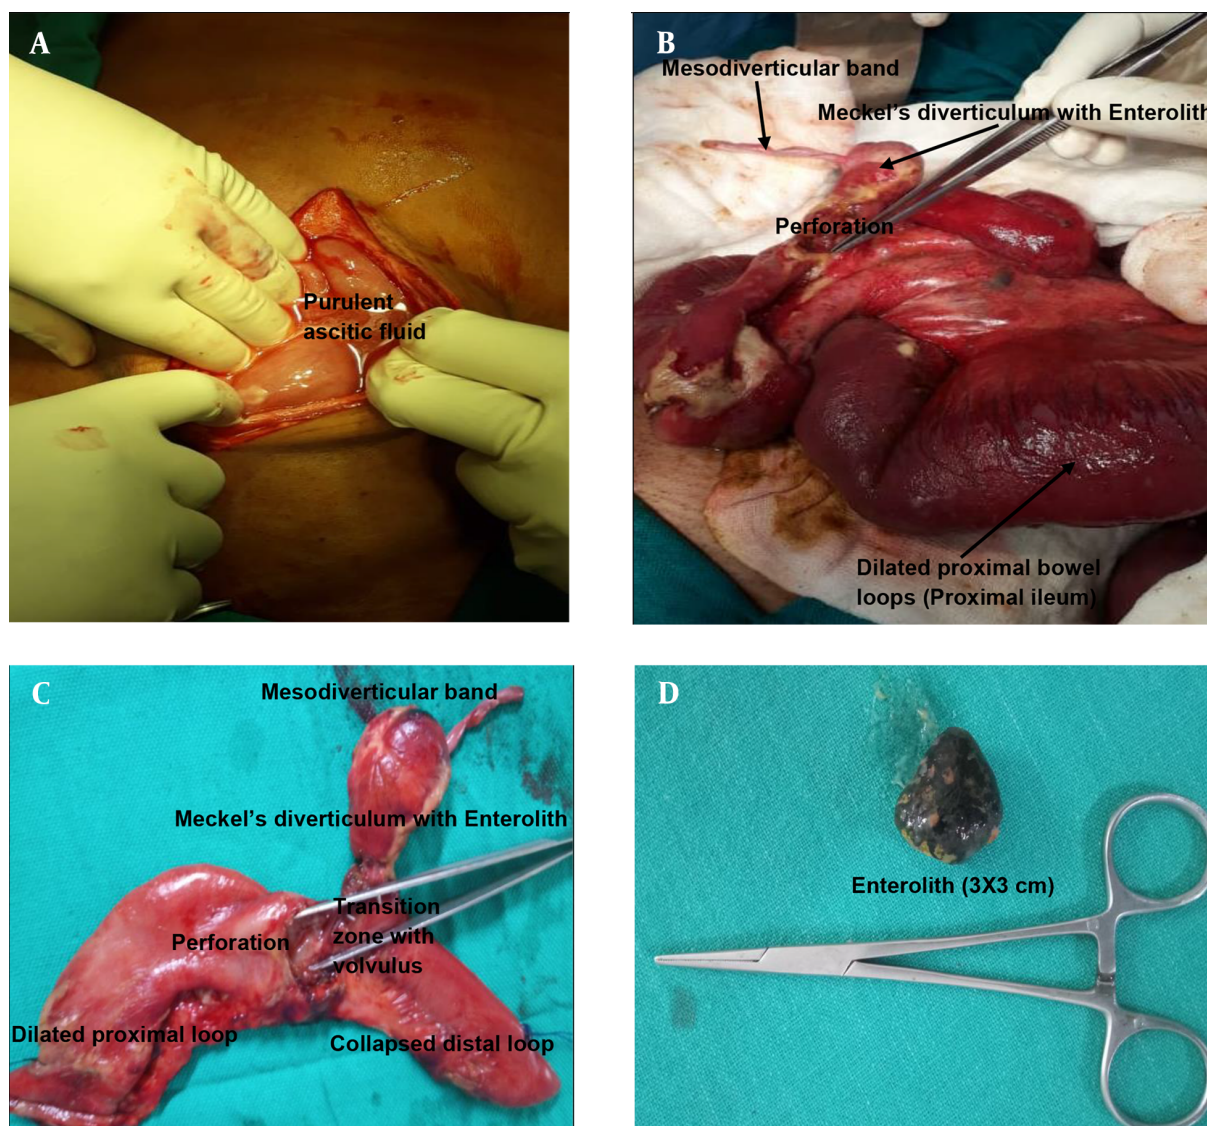 A
Purulent
ascitic fluid
B
Mesodiverticular band
Meckel's diverticulum with Enterolith
Perforation
Dilated proximal bowel
loops (Proximal ileum)
C
Mesodiverticular band
Meckel's diverticulum with Enterolith
Transition
zone with
volvulus
Perforation
Dilated proximal loop
Collapsed distal loop
D
Enterolith (3X3 cm)